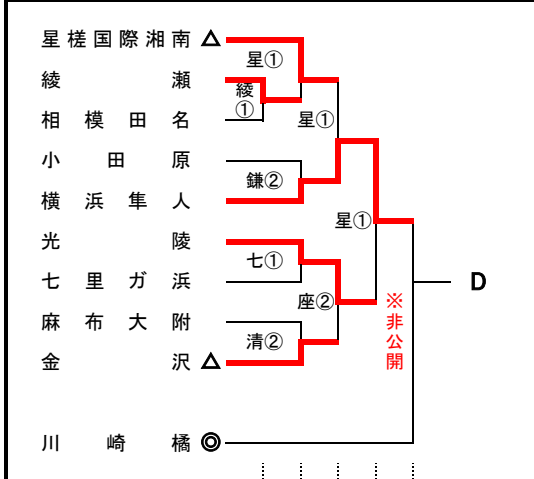 星槎国際湘南 △
星①
綾瀬
綾①
相模田名
星①
小田原
鎌②
横浜隼人
星①
光陵
七①
七里ガ浜
D
座②
※非公開
麻布大附
清②
金沢 △
川崎橘 ◎